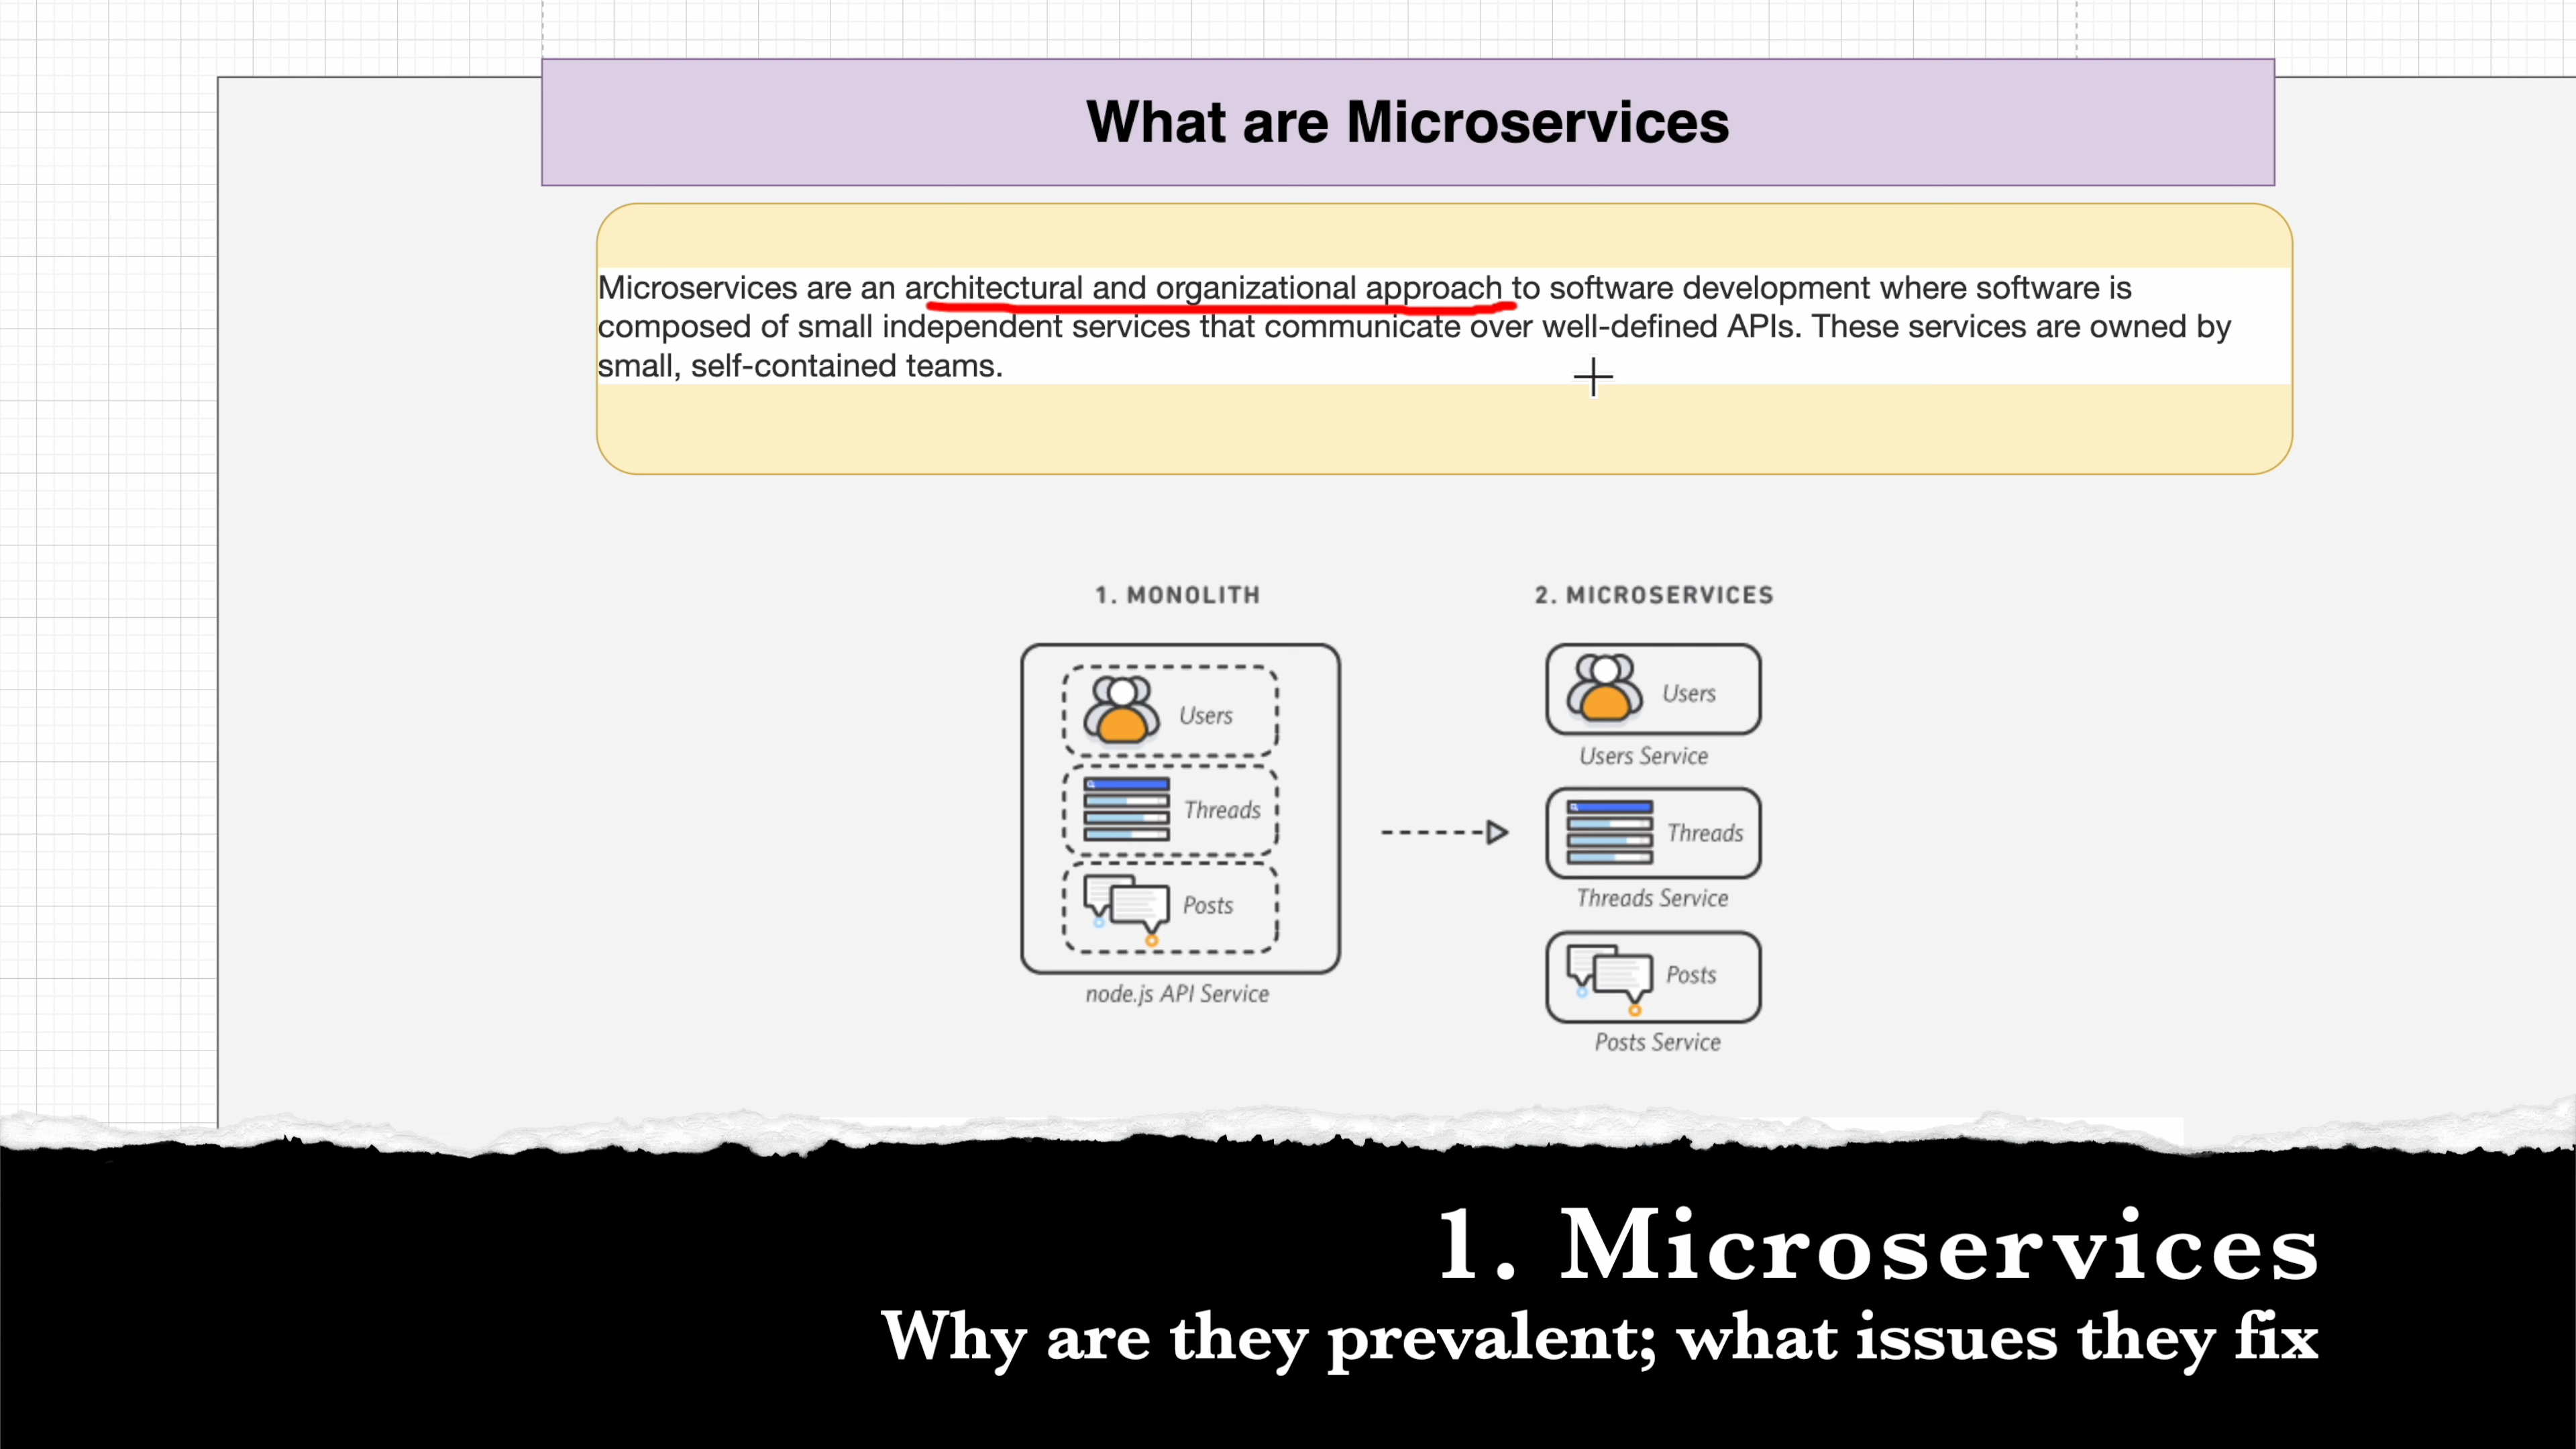 What are Microservices
Microservices are an architectural and organizational approach to software development where software is
composed of small independent services that communicate over well-defined APIs. These services are owned by
small, self-contained teams.
1. MONOLITH
Users
Threads
Posts
node.js API Service
2. MICROSERVICES
Users
Users Service
Threads
Threads Service
Posts
Posts Service
1. Microservices
Why are they prevalent; what issues they fix